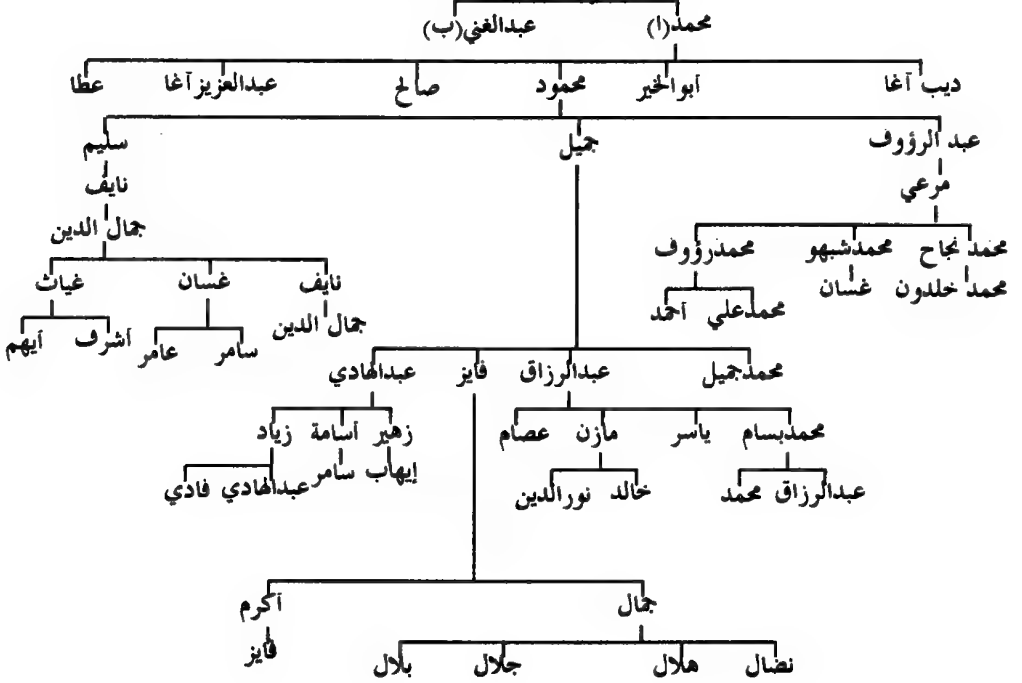 محمد(ا) عبدالغني(ب)
ديب آغا أبوالخير محمود صالح عبدالعزيز آغا عطا
عبد الرؤوف جميل سليم
مرعي نايف
جمال الدين
محمد نجاح محمدشبهو محمدرؤوف
نايف غسان غياث
محمد خلدون غسان محمدعلي أحمد
جمال الدين سامر عامر أشرف أيهم
محمدجميل عبدالرزاق فايز عبدالهادي
محمدبسام ياسر مازن عصام زهير أسامة زياد
إيهاب سامر
عبدالرزاق محمد خالد نورالدين عبدالهادي فادي
جمال أكرم
فايز
نضال هلال جلال بلال